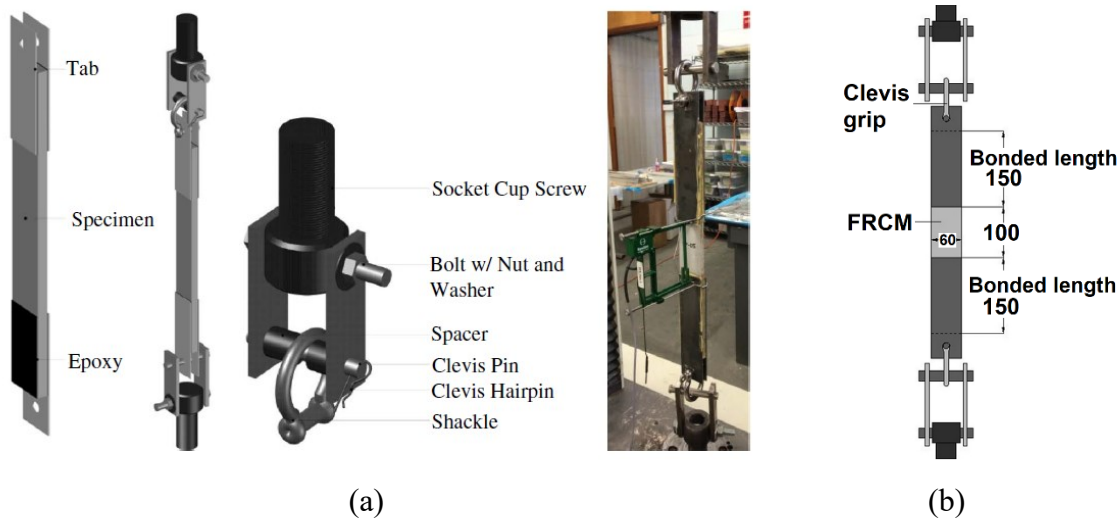 Tab
Specimen
Epoxy
Socket Cup Screw
Bolt w/ Nut and
Washer
Spacer
Clevis Pin
Clevis Hairpin
Shackle
(a)
Clevis
grip
Bonded length
150
FRCM
60
100
Bonded length
150
(b)